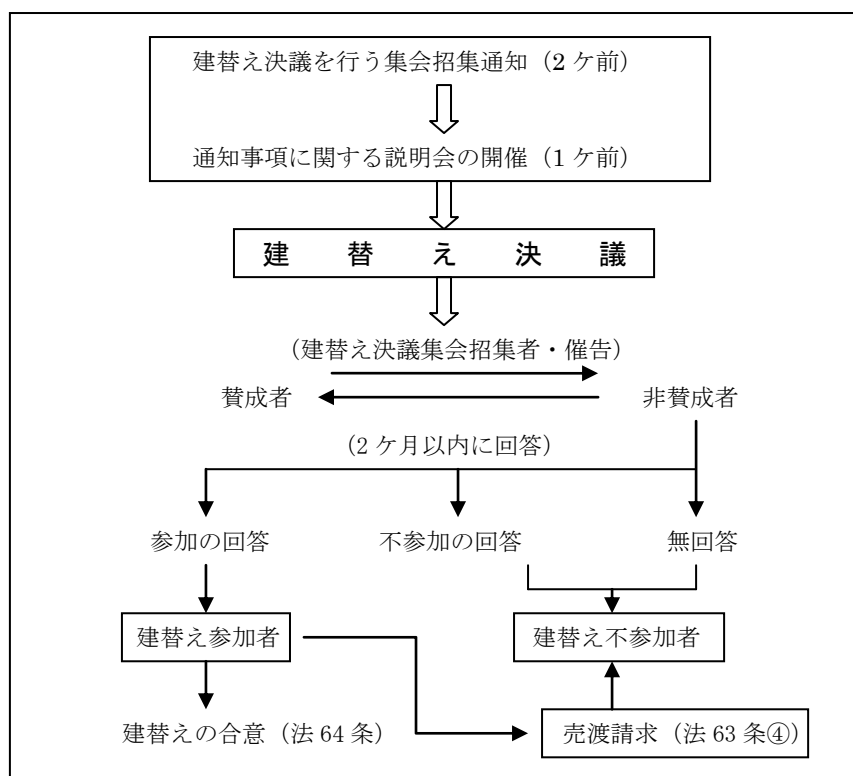 建替え決議を行う集会招集通知（2ケ前）
通知事項に関する説明会の開催（1ケ前）
建替え決議
（建替え決議集会招集者・催告）
賛成者 非賛成者
（2ケ月以内に回答）
参加の回答 不参加の回答 無回答
建替え参加者 建替え不参加者
建替えの合意（法64条） 売渡請求（法63条④）